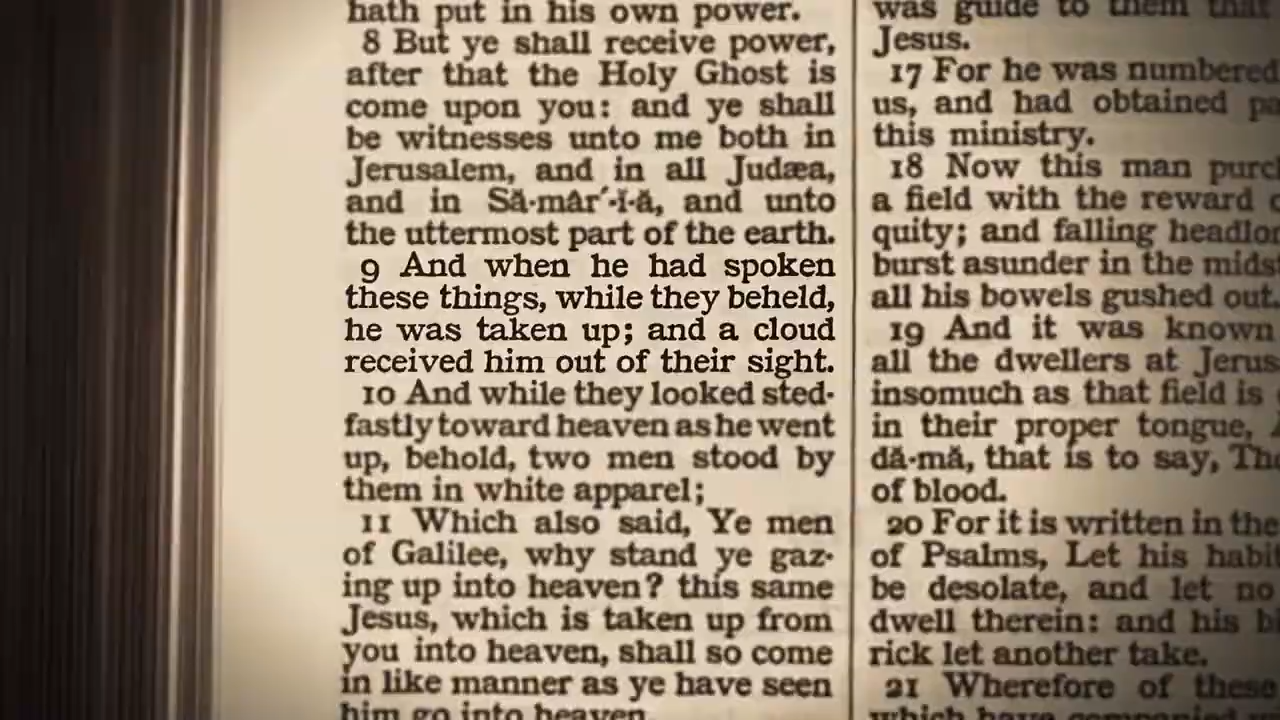 hath put in his own power.
8 But ye shall receive power,
after that the Holy Ghost is
come upon you: and ye shall
be witnesses unto me both in
Jerusalem, and in all Judæa,
and in Să·mâr´·ĭ·ă, and unto
the uttermost part of the earth.
9 And when he had spoken
these things, while they beheld,
he was taken up; and a cloud
received him out of their sight.
10 And while they looked sted-
fastly toward heaven as he went
up, behold, two men stood by
them in white apparel;
11 Which also said, Ye men
of Galilee, why stand ye gaz-
ing up into heaven? this same
Jesus, which is taken up from
you into heaven, shall so come
in like manner as ye have seen
him go into heaven.
was guide to them that
Jesus.
17 For he was numbered
us, and had obtained pa
this ministry.
18 Now this man purc
a field with the reward
quity; and falling headlon
burst asunder in the mids
all his bowels gushed out.
19 And it was known
all the dwellers at Jerus
insomuch as that field is
in their proper tongue,
dă·mă, that is to say, The
of blood.
20 For it is written in the
of Psalms, Let his habit
be desolate, and let no
dwell therein: and his bi
rick let another take.
21 Wherefore of these
which have companied